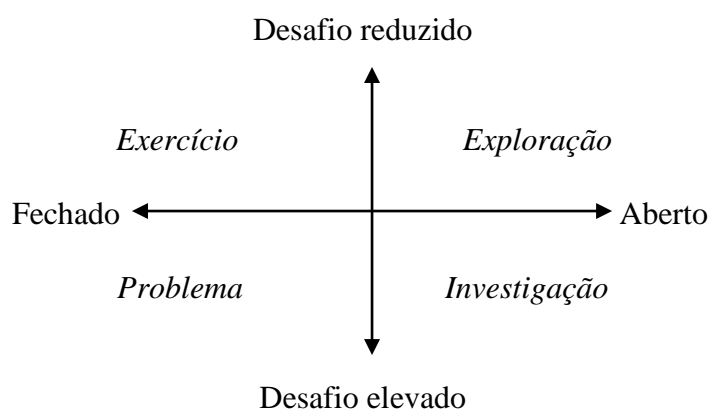 Desafio reduzido
Exercício Exploração
Fechado Aberto
Problema Investigação
Desafio elevado